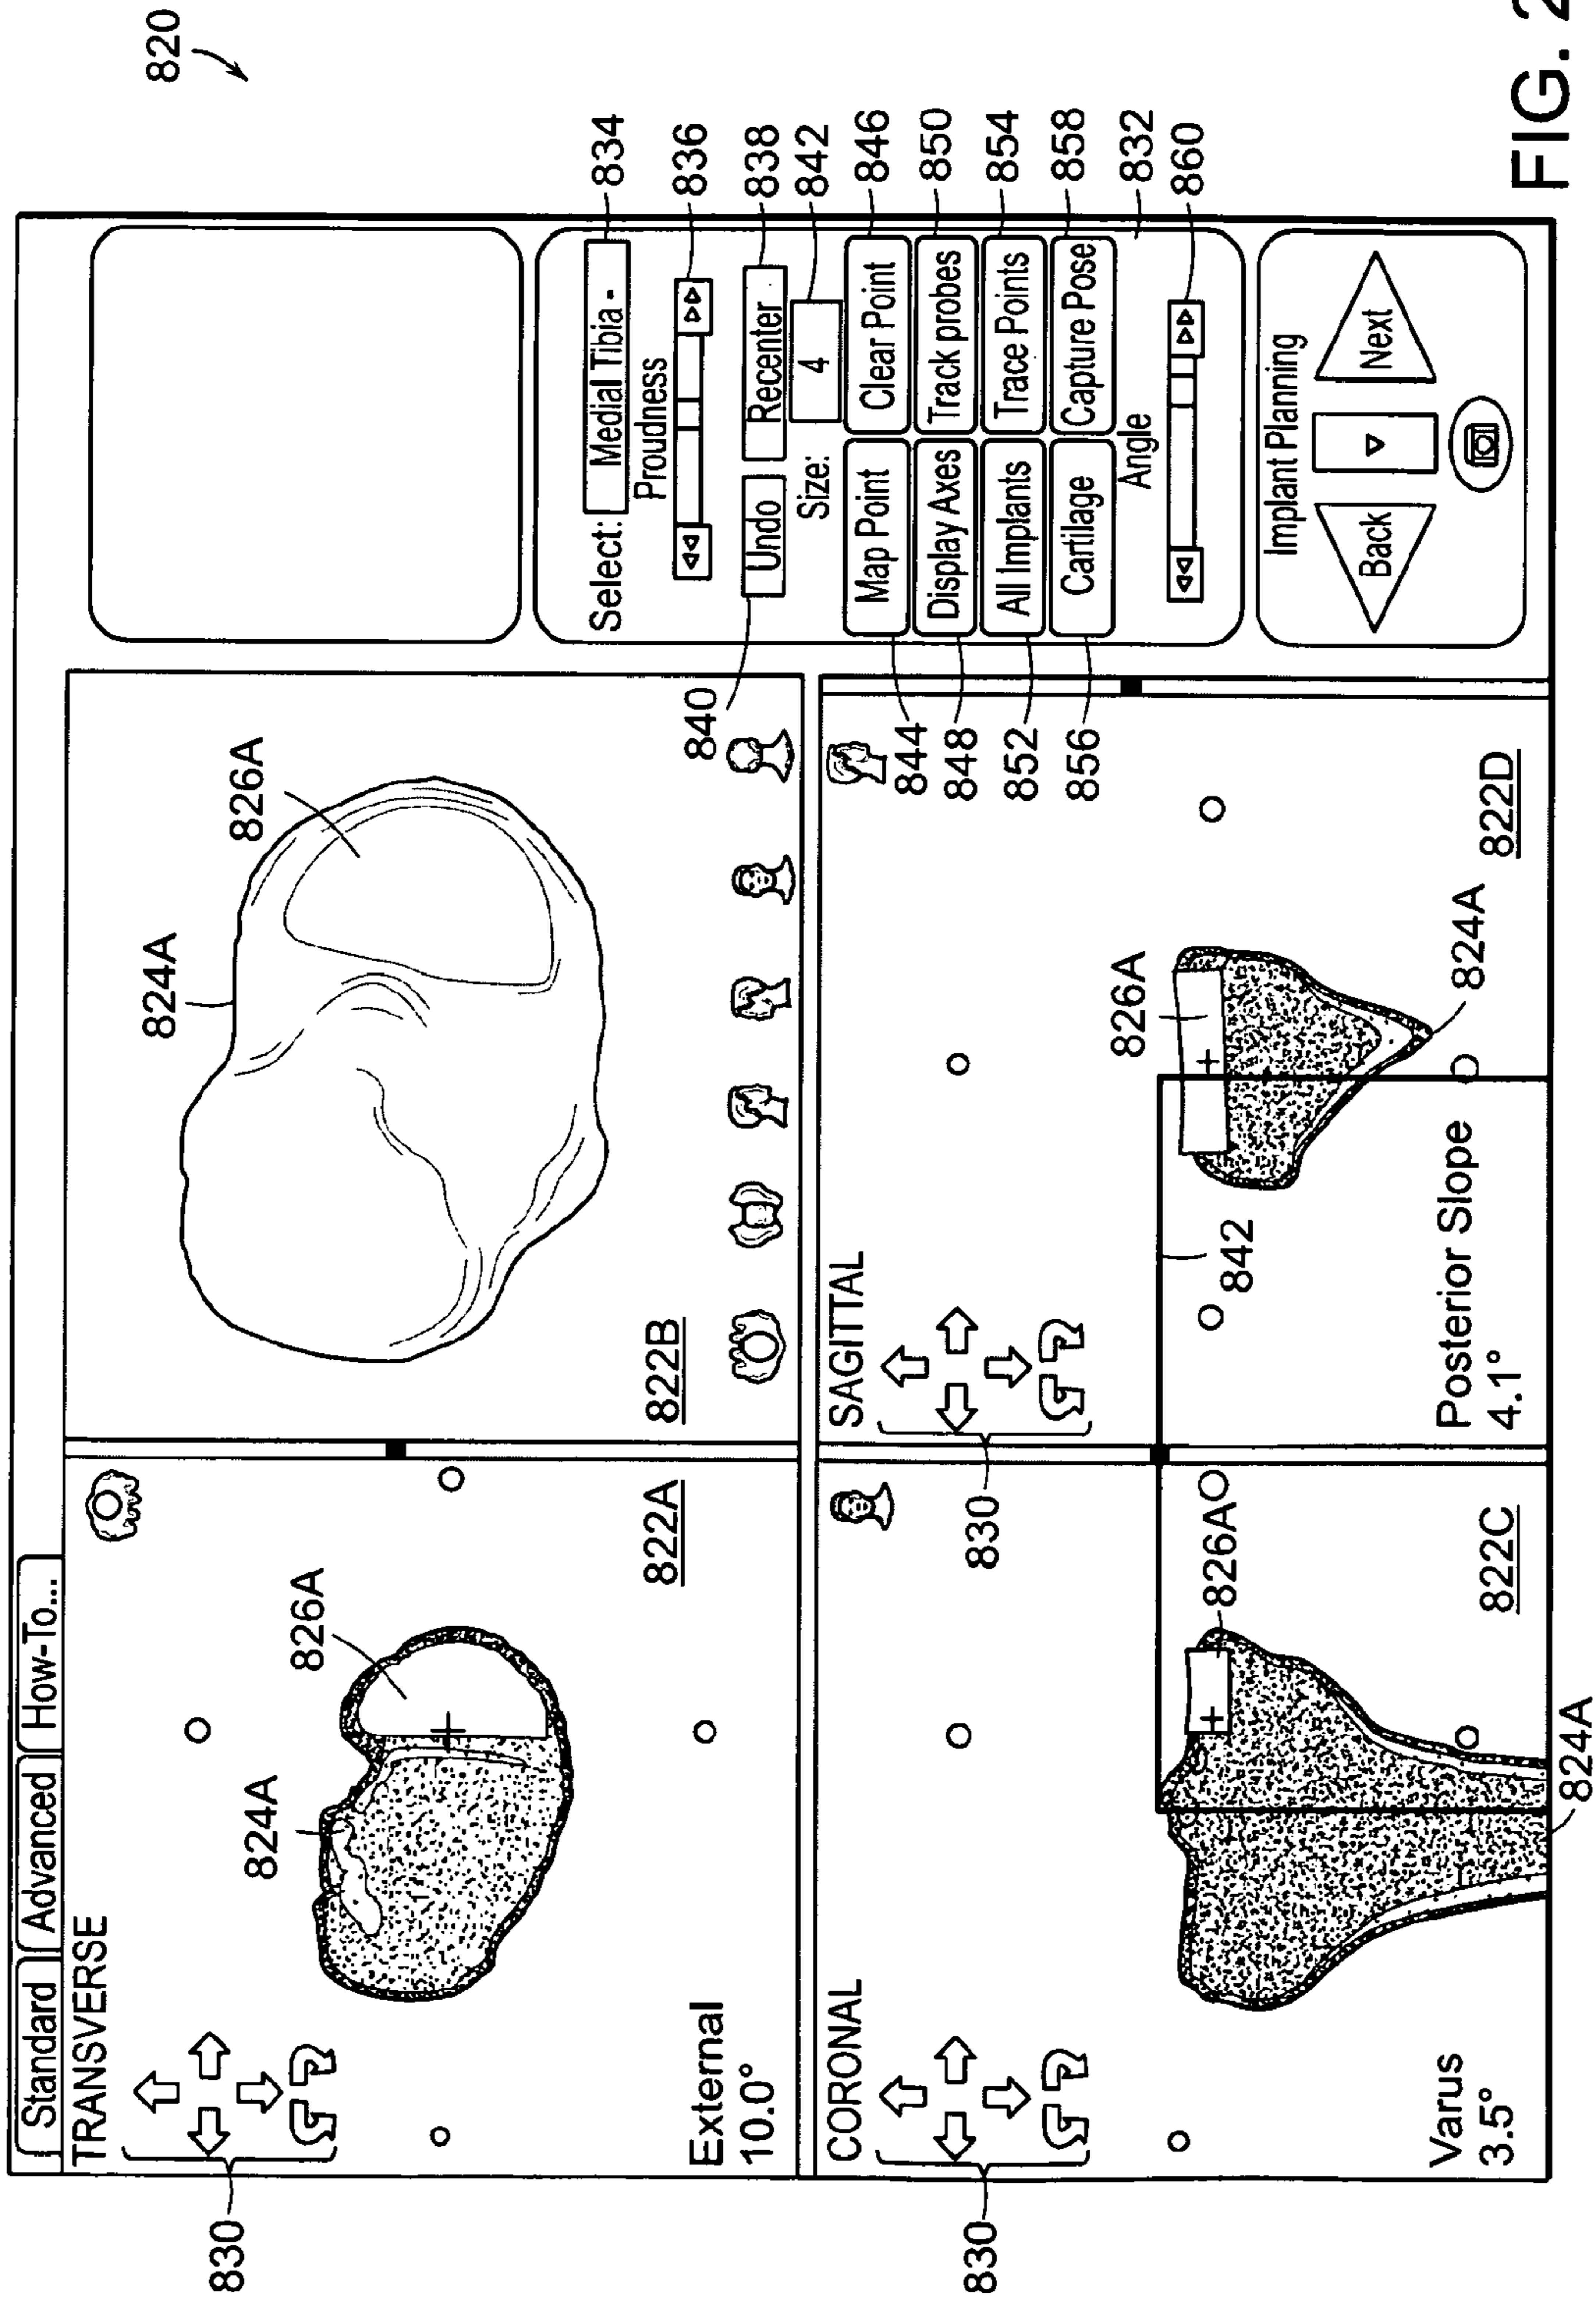 820
Standard Advanced How-To...
TRANSVERSE
830
824A
826A
External
10.0°
822A
824A
826A
822B
840
CORONAL
830
826A
Varus
3.5°
822C
824A
SAGITTAL
830
842
826A
824A
Posterior Slope
4.1°
822D
Select: Medial Tibia - 834
Proudness 836
Undo Recenter 838
Size: 4 842
Map Point Clear Point 846
844
Display Axes Track probes 850
848
All Implants Trace Points 854
852
Cartilage Capture Pose 858
856
Angle 832
860
Implant Planning
Back Next
FIG. 2